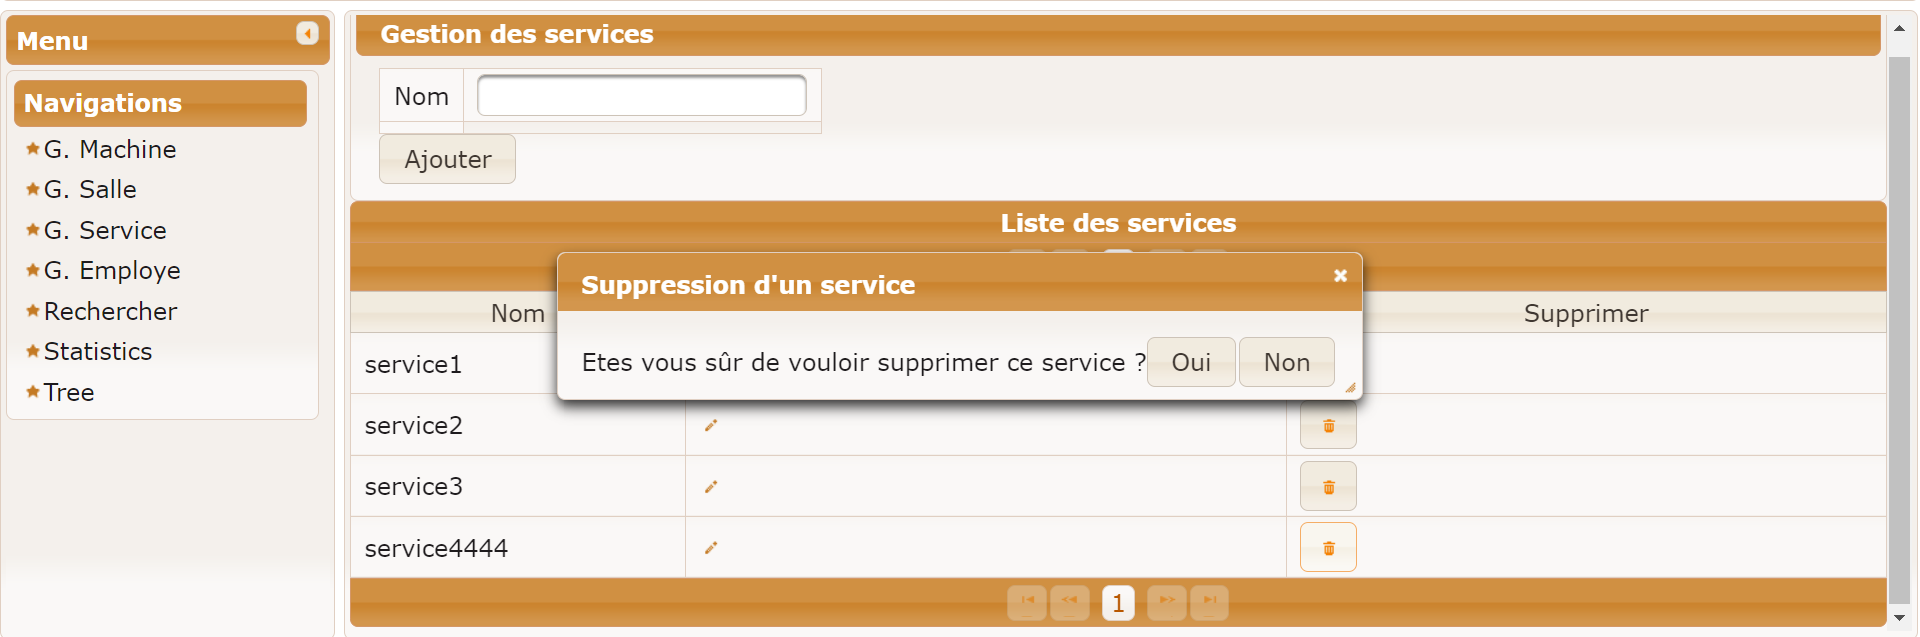 Menu
Navigations
G. Machine
G. Salle
G. Service
G. Employe
Rechercher
Statistics
Tree
Gestion des services
Nom
Ajouter
Liste des services
Suppression d'un service
Etes vous sûr de vouloir supprimer ce service ? Oui Non
Nom Supprimer
service1
service2
service3
service4444
1